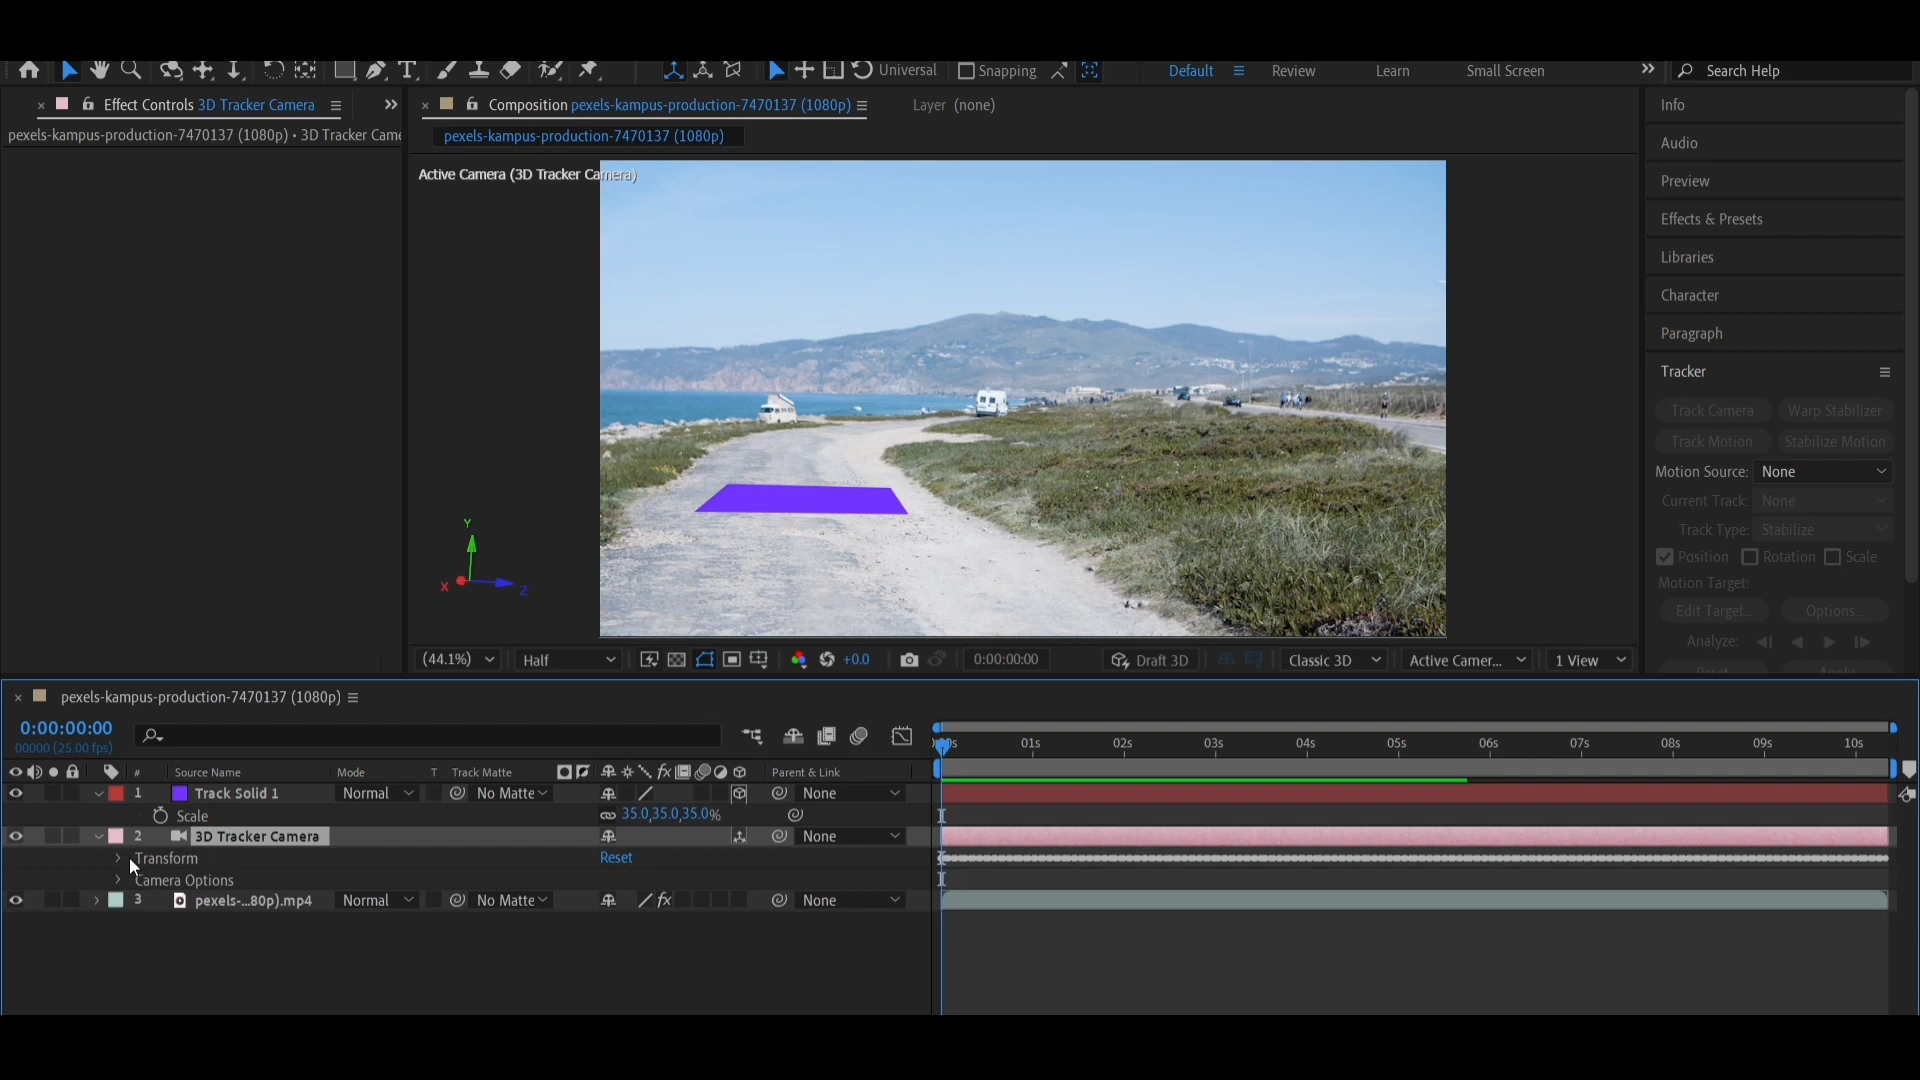 Universal
Snapping
Default
Review
Learn
Small Screen
Search Help
Effect Controls 3D Tracker Camera
pexels-kampus-production-7470137 (1080p) • 3D Tracker Came
Composition pexels-kampus-production-7470137 (1080p)
Layer (none)
pexels-kampus-production-7470137 (1080p)
Active Camera (3D Tracker Camera)
Y
X
Z
(44.1%)
Half
+0.0
0:00:00:00
Draft 3D
Classic 3D
Active Camer...
1 View
Info
Audio
Preview
Effects & Presets
Libraries
Character
Paragraph
Tracker
Track Camera Warp Stabilizer
Track Motion Stabilize Motion
Motion Source: None
Current Track: None
Track Type: Stabilize
Position Rotation Scale
Motion Target:
Edit Target... Options...
Analyze:
Reset Apply
pexels-kampus-production-7470137 (1080p)
0:00:00:00
00000 (25.00 fps)
01s 02s 03s 04s 05s 06s 07s 08s 09s 10s
# Source Name Mode T Track Matte fx Parent & Link
1 Track Solid 1 Normal No Matte None
Scale 35.0,35.0,35.0%
2 3D Tracker Camera None
Transform Reset
Camera Options
3 pexels-...80p).mp4 Normal No Matte fx None